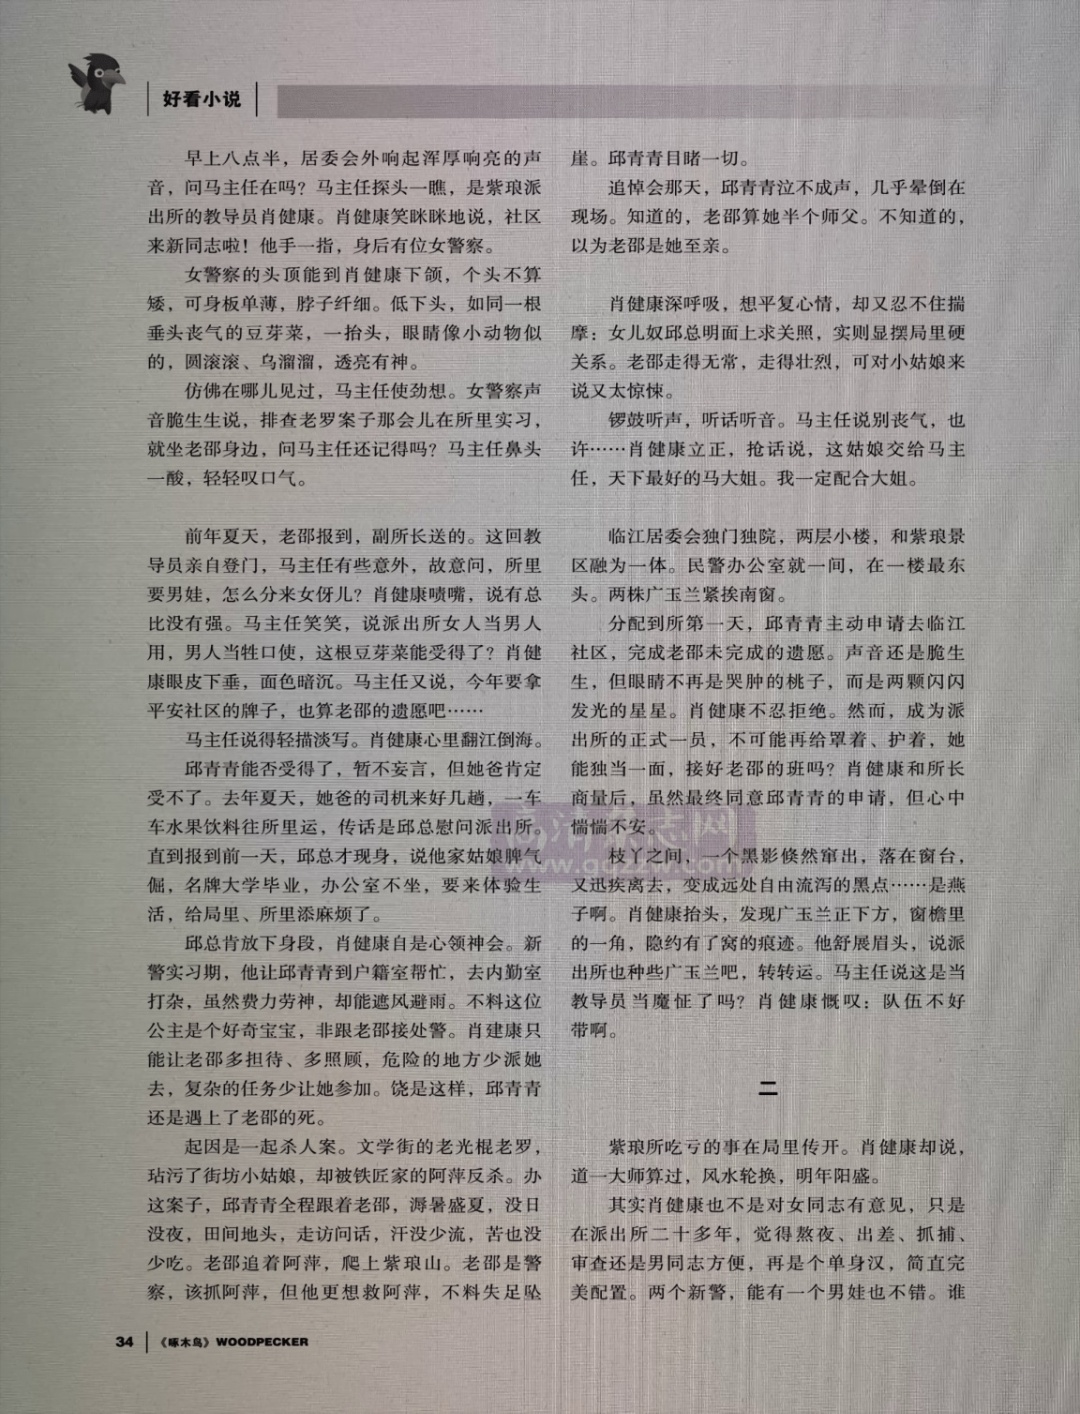 好看小说
早上八点半，居委会外响起浑厚响亮的声
音，问马主任在吗？马主任探头一瞧，是紫琅派
出所的教导员肖健康。肖健康笑眯眯地说，社区
来新同志啦！他手一指，身后有位女警察。
女警察的头顶能到肖健康下颌，个头不算
矮，可身板单薄，脖子纤细。低下头，如同一根
垂头丧气的豆芽菜，一抬头，眼睛像小动物似
的，圆滚滚、乌溜溜，透亮有神。
仿佛在哪儿见过，马主任使劲想。女警察声
音脆生生说，排查老罗案子那会儿在所里实习，
就坐老邵身边，问马主任还记得吗？马主任鼻头
一酸，轻轻叹口气。
前年夏天，老邵报到，副所长送的。这回教
导员亲自登门，马主任有些意外，故意问，所里
要男娃，怎么分来女伢儿？肖健康啧嘴，说有总
比没有强。马主任笑笑，说派出所女人当男人
用，男人当牲口使，这根豆芽菜能受得了？肖健
康眼皮下垂，面色暗沉。马主任又说，今年要拿
平安社区的牌子，也算老邵的遗愿吧……
马主任说得轻描淡写。肖健康心里翻江倒海。
邱青青能否受得了，暂不妄言，但她爸肯定
受不了。去年夏天，她爸的司机来好几趟，一车
车水果饮料往所里运，传话是邱总慰问派出所。
直到报到前一天，邱总才现身，说他家姑娘脾气
倔，名牌大学毕业，办公室不坐，要来体验生
活，给局里、所里添麻烦了。
邱总肯放下身段，肖健康自是心领神会。新
警实习期，他让邱青青到户籍室帮忙，去内勤室
打杂，虽然费力劳神，却能遮风避雨。不料这位
公主是个好奇宝宝，非跟老邵接处警。肖建康只
能让老邵多担待、多照顾，危险的地方少派她
去，复杂的任务少让她参加。饶是这样，邱青青
还是遇上了老邵的死。
起因是一起杀人案。文学街的老光棍老罗，
玷污了街坊小姑娘，却被铁匠家的阿萍反杀。办
这案子，邱青青全程跟着老邵，溽暑盛夏，没日
没夜，田间地头，走访问话，汗没少流，苦也没
少吃。老邵追着阿萍，爬上紫琅山。老邵是警
察，该抓阿萍，但他更想救阿萍，不料失足坠
崖。邱青青目睹一切。
追悼会那天，邱青青泣不成声，几乎晕倒在
现场。知道的，老邵算她半个师父。不知道的，
以为老邵是她至亲。
肖健康深呼吸，想平复心情，却又忍不住揣
摩：女儿奴邱总明面上求关照，实则显摆局里硬
关系。老邵走得无常，走得壮烈，可对小姑娘来
说又太惊悚。
锣鼓听声，听话听音。马主任说别丧气，也
许……肖健康立正，抢话说，这姑娘交给马主
任，天下最好的马大姐。我一定配合大姐。
临江居委会独门独院，两层小楼，和紫琅景
区融为一体。民警办公室就一间，在一楼最东
头。两株广玉兰紧挨南窗。
分配到所第一天，邱青青主动申请去临江
社区，完成老邵未完成的遗愿。声音还是脆生
生，但眼睛不再是哭肿的桃子，而是两颗闪闪
发光的星星。肖健康不忍拒绝。然而，成为派
出所的正式一员，不可能再给罩着、护着，她
能独当一面，接好老邵的班吗？肖健康和所长
商量后，虽然最终同意邱青青的申请，但心中
惴惴不安。
枝丫之间，一个黑影倏然窜出，落在窗台，
又迅疾离去，变成远处自由流泻的黑点……是燕
子啊。肖健康抬头，发现广玉兰正下方，窗檐里
的一角，隐约有了窝的痕迹。他舒展眉头，说派
出所也种些广玉兰吧，转转运。马主任说这是当
教导员当魔怔了吗？肖健康慨叹：队伍不好
带啊。
二
紫琅所吃亏的事在局里传开。肖健康却说，
道一大师算过，风水轮换，明年阳盛。
其实肖健康也不是对女同志有意见，只是
在派出所二十多年，觉得熬夜、出差、抓捕、
审查还是男同志方便，再是个单身汉，简直完
美配置。两个新警，能有一个男娃也不错。谁
高清杂志网
www.gqzzw.com
34 《啄木鸟》WOODPECKER